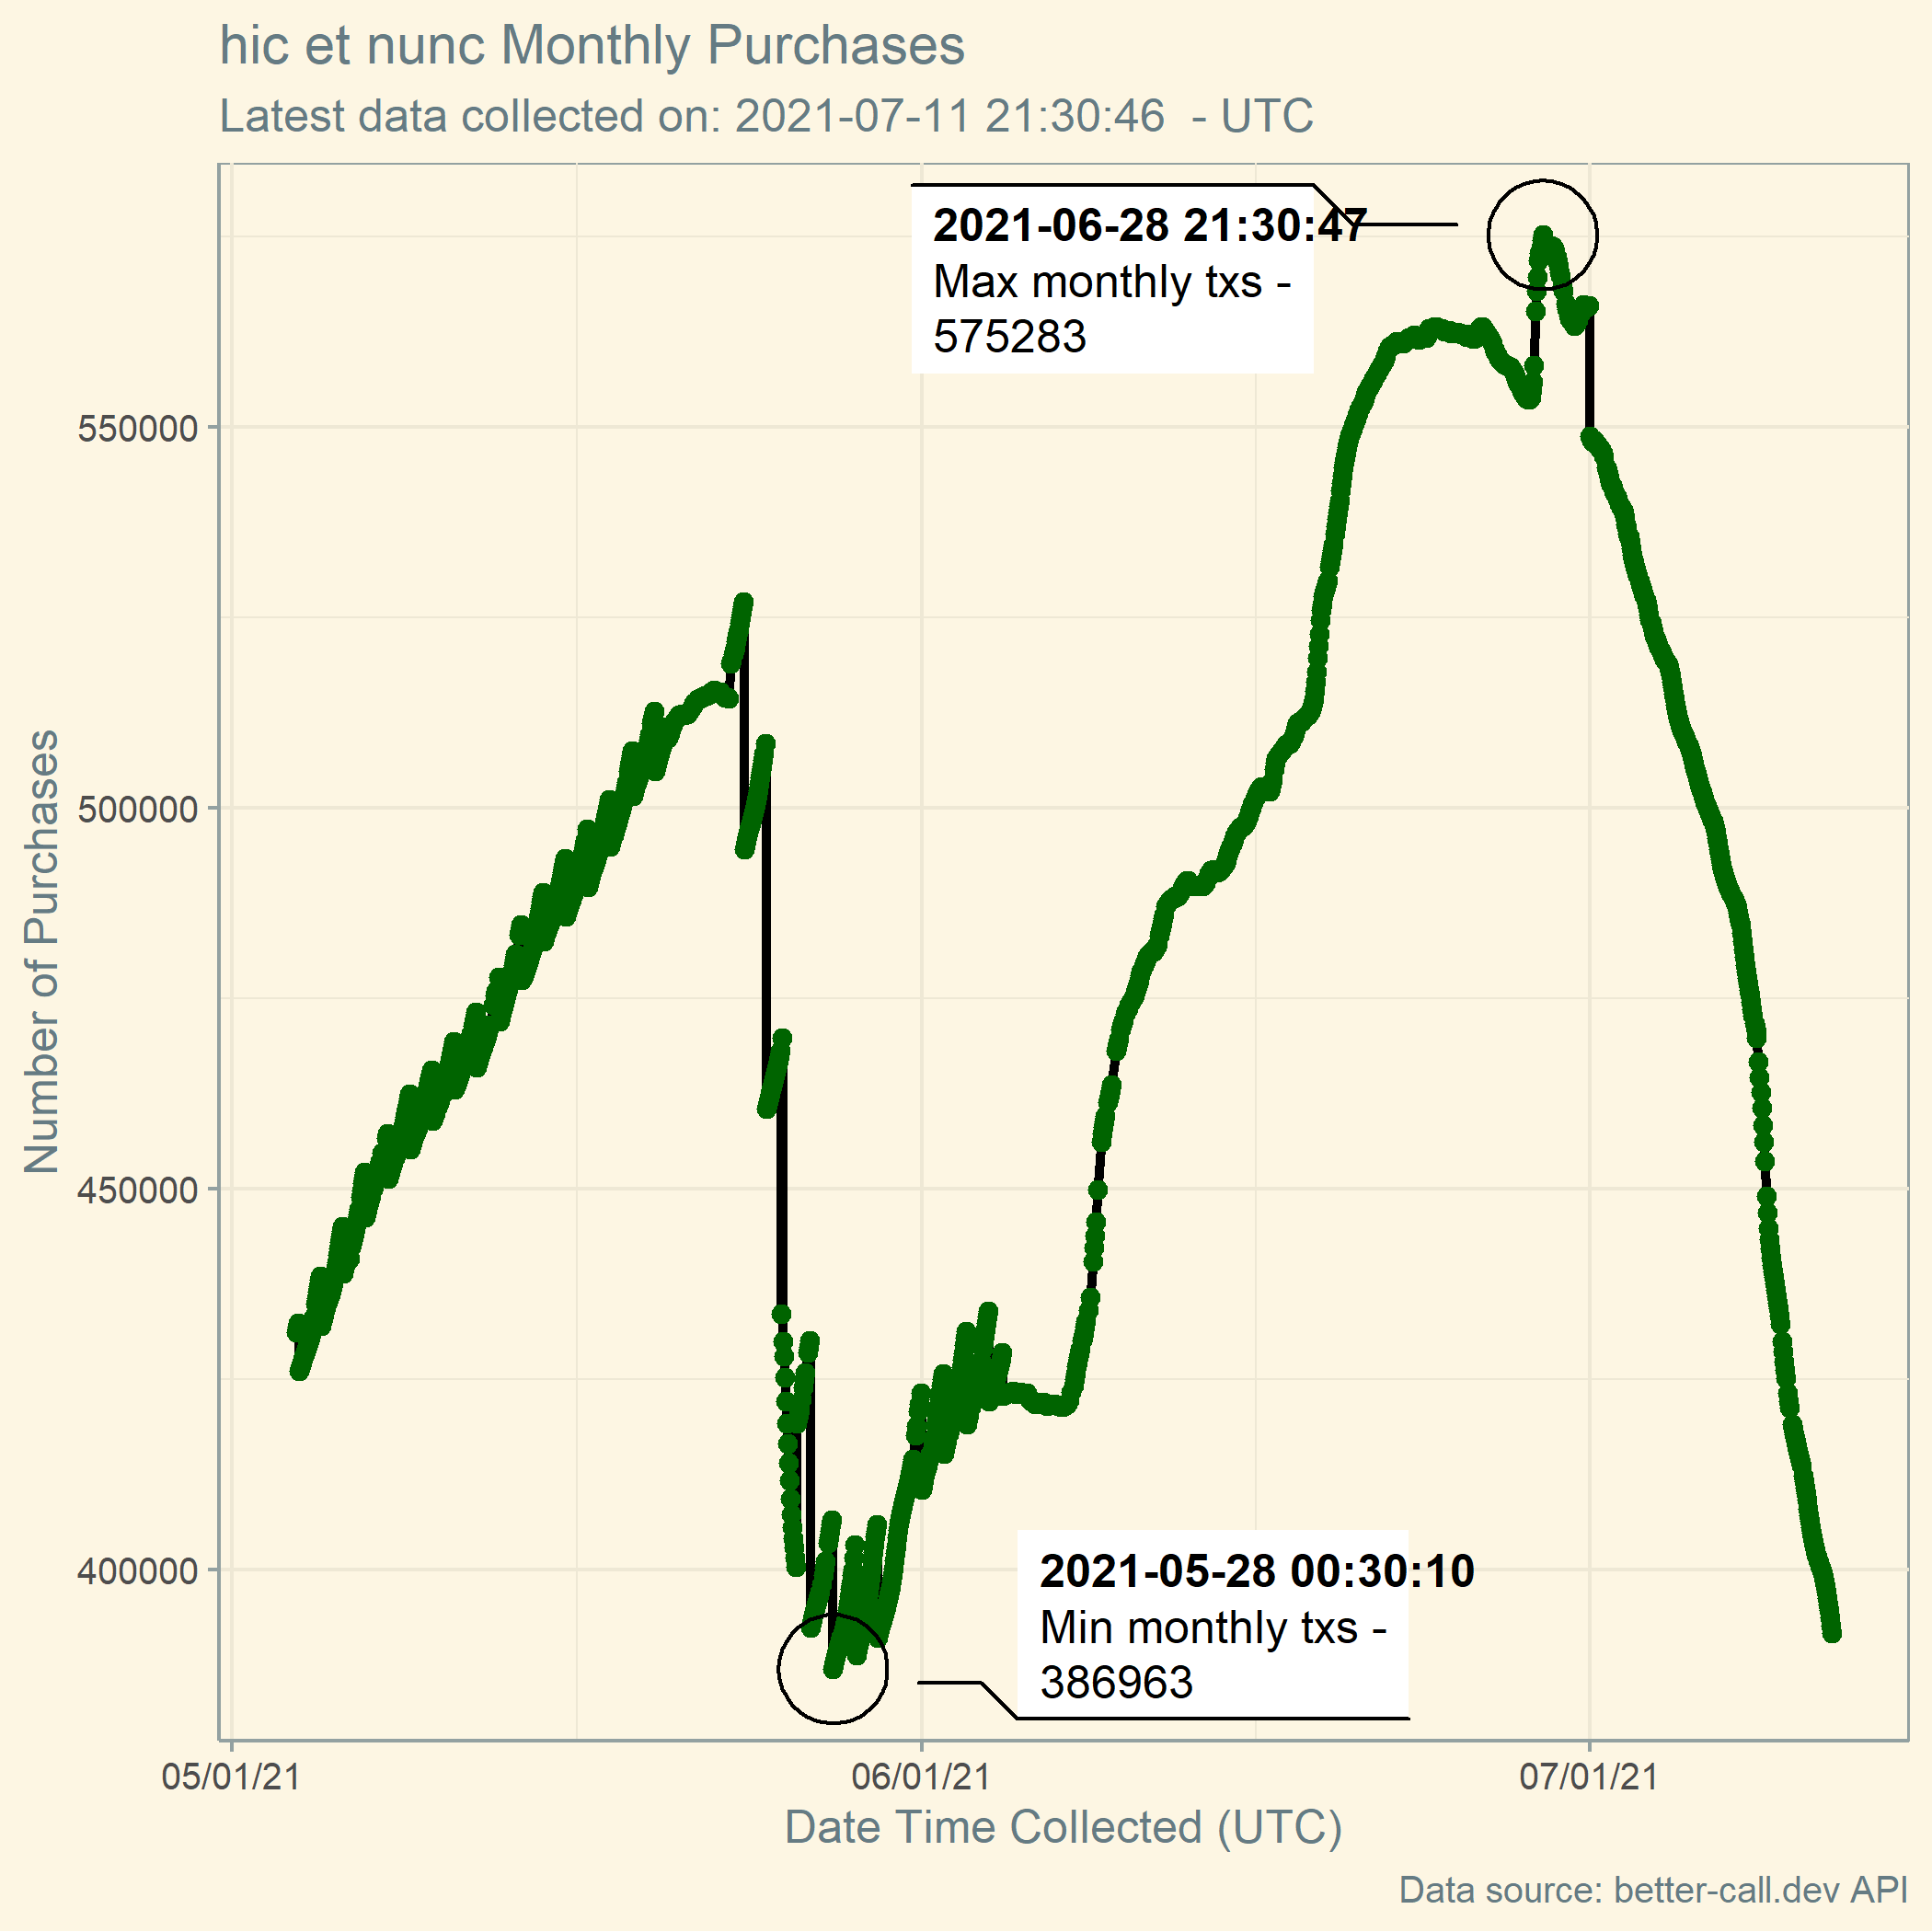 hic et nunc Monthly Purchases
Latest data collected on: 2021-07-11 21:30:46  - UTC
2021-06-28 21:30:47
Max monthly txs -
575283
550000
500000
450000
400000
Number of Purchases
2021-05-28 00:30:10
Min monthly txs -
386963
05/01/21
06/01/21
07/01/21
Date Time Collected (UTC)
Data source: better-call.dev API